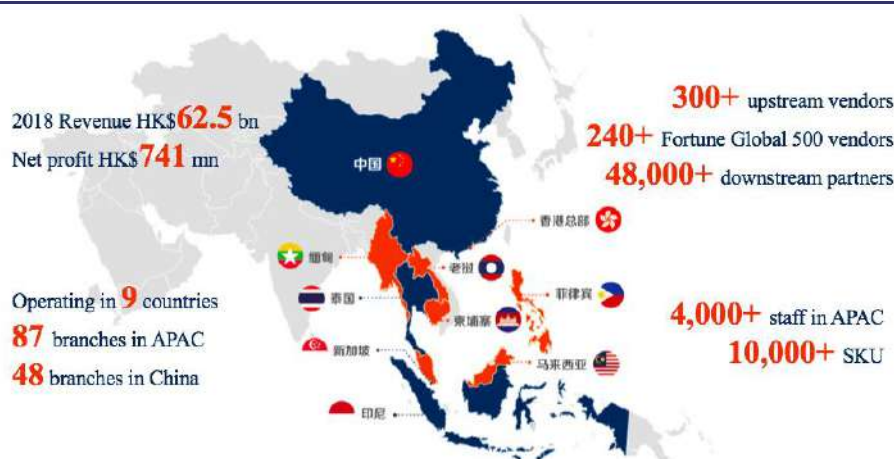 2018 Revenue HK$62.5 bn
Net profit HK$741 mn
300+ upstream vendors
240+ Fortune Global 500 vendors
48,000+ downstream partners
中国
香港总部
缅甸
老挝
泰国
菲律宾
柬埔寨
新加坡
马来西亚
印尼
Operating in 9 countries
87 branches in APAC
48 branches in China
4,000+ staff in APAC
10,000+ SKU